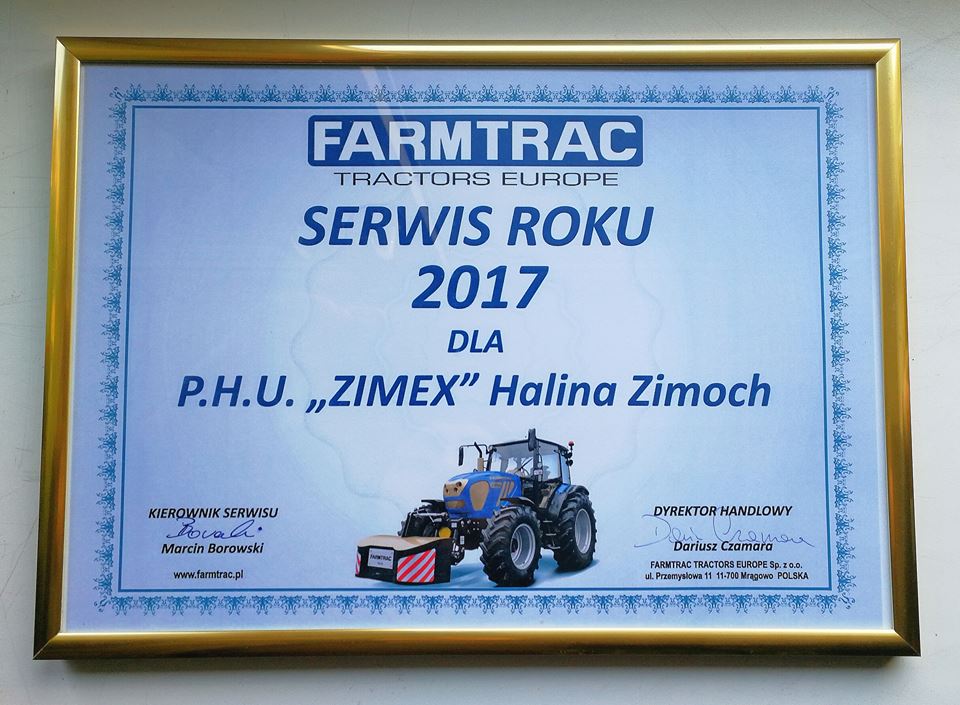 FARMTRAC
TRACTORS EUROPE
SERWIS ROKU
2017
DLA
P.H.U. „ZIMEX” Halina Zimoch
KIEROWNIK SERWISU
Marcin Borowski
www.farmtrac.pl
FARMTRAC
DYREKTOR HANDLOWY
Dariusz Czamara
FARMTRAC TRACTORS EUROPE Sp. z o.o.
ul. Przemysłowa 11 11-700 Mrągowo POLSKA